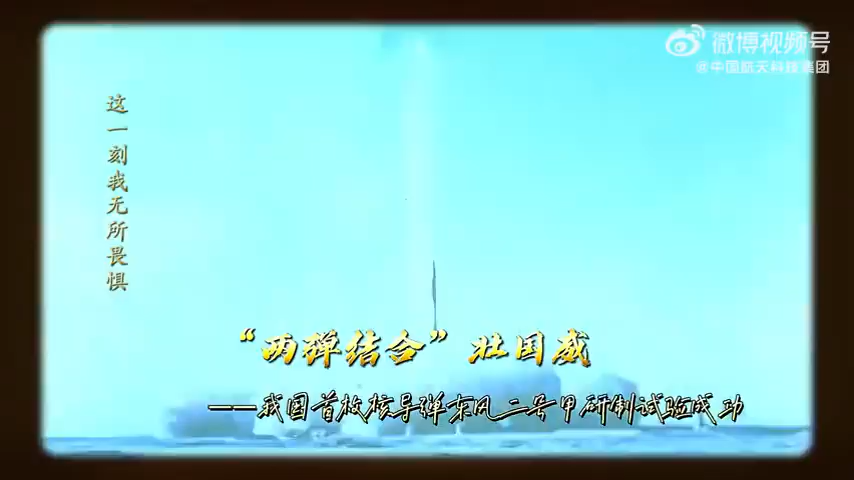 微博视频号
@中国航天科技集团
这一刻我无所畏惧
“两弹结合”壮国威
——我国首枚核导弹东风二号甲研制试验成功